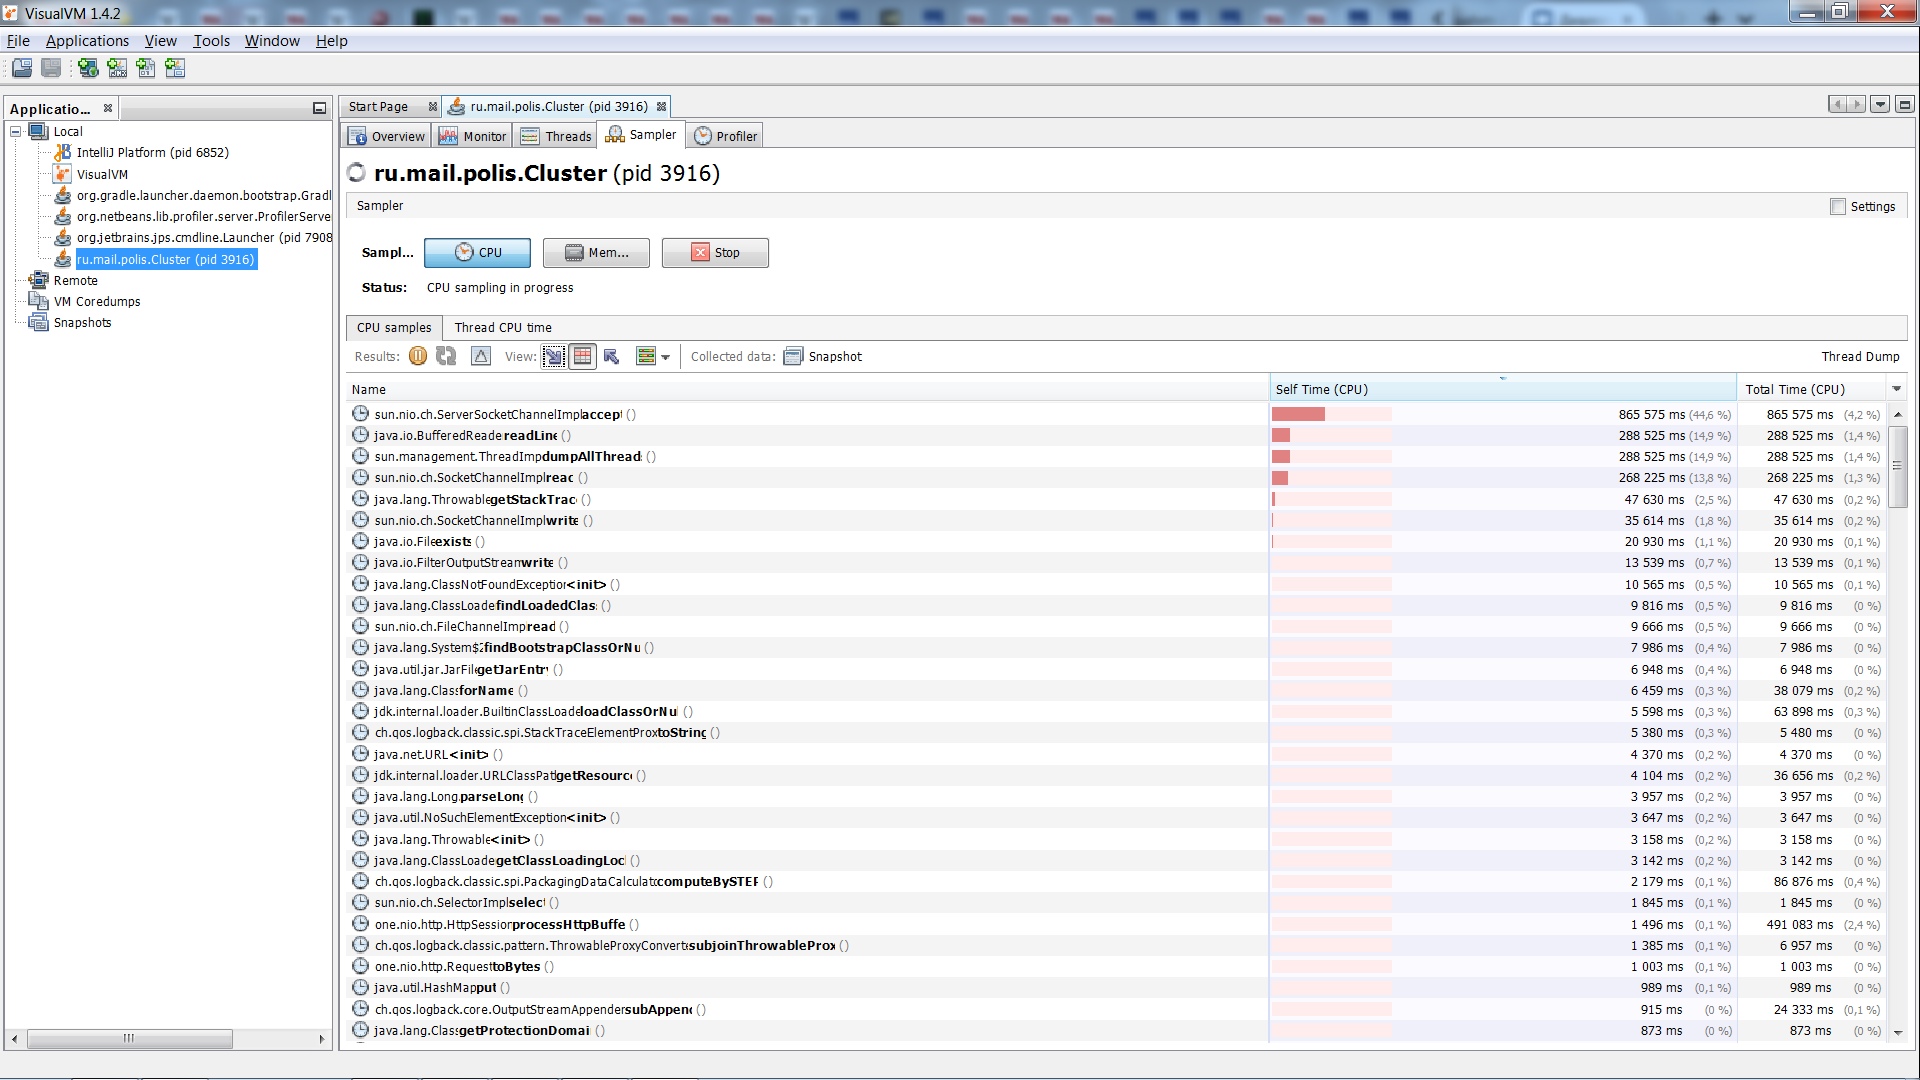 VisualVM 1.4.2
File Applications View Tools Window Help
Applicatio...
Local
IntelliJ Platform (pid 6852)
VisualVM
org.gradle.launcher.daemon.bootstrap.Gradl
org.netbeans.lib.profiler.server.ProfilerServe
org.jetbrains.jps.cmdline.Launcher (pid 7908
ru.mail.polis.Cluster (pid 3916)
Remote
VM Coredumps
Snapshots
Start Page ru.mail.polis.Cluster (pid 3916)
Overview Monitor Threads Sampler Profiler
ru.mail.polis.Cluster (pid 3916)
Sampler Settings
Sampl... CPU Mem... Stop
Status: CPU sampling in progress
CPU samples Thread CPU time
Results: View: Collected data: Snapshot Thread Dump
Name Self Time (CPU) Total Time (CPU)
sun.nio.ch.ServerSocketChannelImplaccept () 865 575 ms (44,6 %) 865 575 ms (4,2 %)
java.io.BufferedReadereadLine () 288 525 ms (14,9 %) 288 525 ms (1,4 %)
sun.management.ThreadImpdumpAllThread: () 288 525 ms (14,9 %) 288 525 ms (1,4 %)
sun.nio.ch.SocketChannelImplreac () 268 225 ms (13,8 %) 268 225 ms (1,3 %)
java.lang.ThrowablegetStackTrac () 47 630 ms (2,5 %) 47 630 ms (0,2 %)
sun.nio.ch.SocketChannelImplwrite () 35 614 ms (1,8 %) 35 614 ms (0,2 %)
java.io.Fileexists () 20 930 ms (1,1 %) 20 930 ms (0,1 %)
java.io.FilterOutputStreamwrite () 13 539 ms (0,7 %) 13 539 ms (0,1 %)
java.lang.ClassNotFoundException<init> () 10 565 ms (0,5 %) 10 565 ms (0,1 %)
java.lang.ClassLoadefindLoadedClas: () 9 816 ms (0,5 %) 9 816 ms (0 %)
sun.nio.ch.FileChannelImpread () 9 666 ms (0,5 %) 9 666 ms (0 %)
java.lang.System$2findBootstrapClassOrNu () 7 986 ms (0,4 %) 7 986 ms (0 %)
java.util.jar.JarFilegetJarEntry () 6 948 ms (0,4 %) 6 948 ms (0 %)
java.lang.ClassforName () 6 459 ms (0,3 %) 38 079 ms (0,2 %)
jdk.internal.loader.BuiltinClassLoadeloadClassOrNul () 5 598 ms (0,3 %) 63 898 ms (0,3 %)
ch.qos.logback.classic.spi.StackTraceElementProxtoString () 5 380 ms (0,3 %) 5 480 ms (0 %)
java.net.URL<init> () 4 370 ms (0,2 %) 4 370 ms (0 %)
jdk.internal.loader.URLClassPatlgetResourc () 4 104 ms (0,2 %) 36 656 ms (0,2 %)
java.lang.Long.parseLong () 3 957 ms (0,2 %) 3 957 ms (0 %)
java.util.NoSuchElementException<init> () 3 647 ms (0,2 %) 3 647 ms (0 %)
java.lang.Throwable<init> () 3 158 ms (0,2 %) 3 158 ms (0 %)
java.lang.ClassLoadegetClassLoadingLocl () 3 142 ms (0,2 %) 3 142 ms (0 %)
ch.qos.logback.classic.spi.PackagingDataCalculatccomputeBySTEF () 2 179 ms (0,1 %) 86 876 ms (0,4 %)
sun.nio.ch.SelectorImplselect () 1 845 ms (0,1 %) 1 845 ms (0 %)
one.nio.http.HttpSessionprocessHttpBuffe () 1 496 ms (0,1 %) 491 083 ms (2,4 %)
ch.qos.logback.classic.pattern.ThrowableProxyConvertesubjoinThrowableProx () 1 385 ms (0,1 %) 6 957 ms (0 %)
one.nio.http.RequesttoBytes () 1 003 ms (0,1 %) 1 003 ms (0 %)
java.util.HashMapput () 989 ms (0,1 %) 989 ms (0 %)
ch.qos.logback.core.OutputStreamAppendersubAppenc () 915 ms (0 %) 24 333 ms (0,1 %)
java.lang.ClassgetProtectionDomai () 873 ms (0 %) 873 ms (0 %)